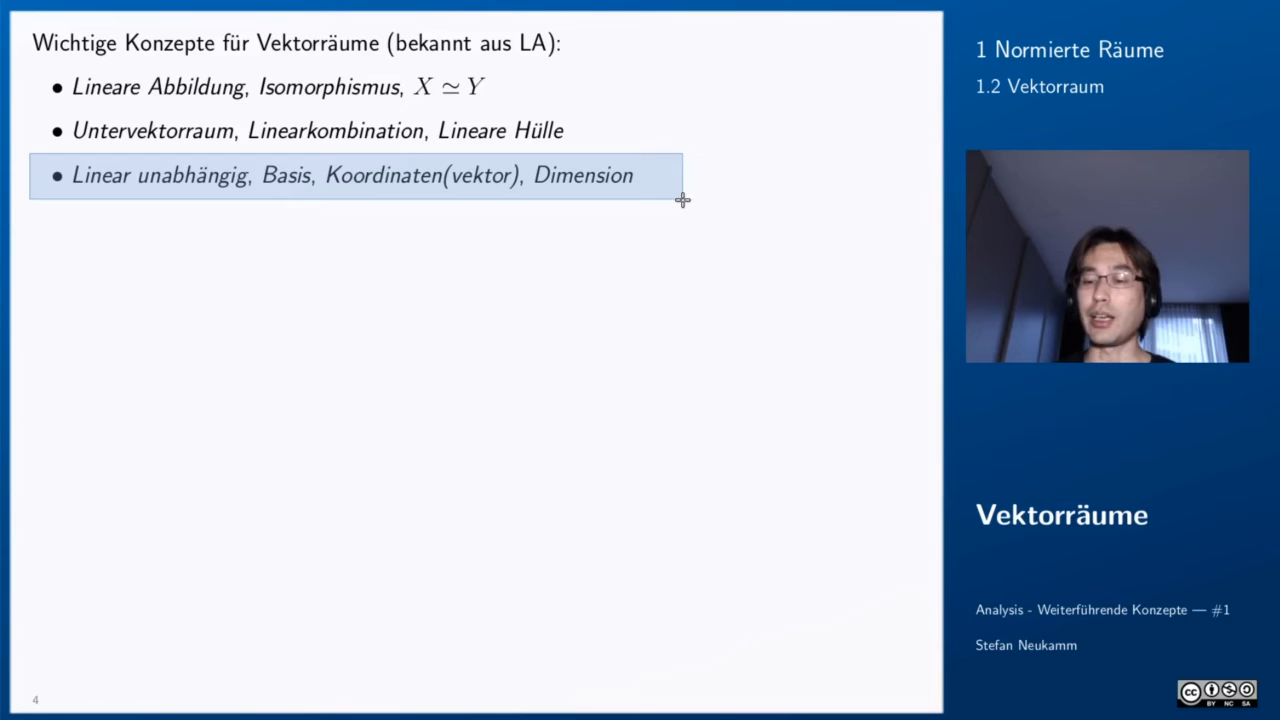 Wichtige Konzepte für Vektorräume (bekannt aus LA):
• Lineare Abbildung, Isomorphismus, X ≃ Y
• Untervektorraum, Linearkombination, Lineare Hülle
• Linear unabhängig, Basis, Koordinaten(vektor), Dimension
4
1 Normierte Räume
1.2 Vektorraum
Vektorräume
Analysis - Weiterführende Konzepte — #1
Stefan Neukamm
cc
BY NC SA